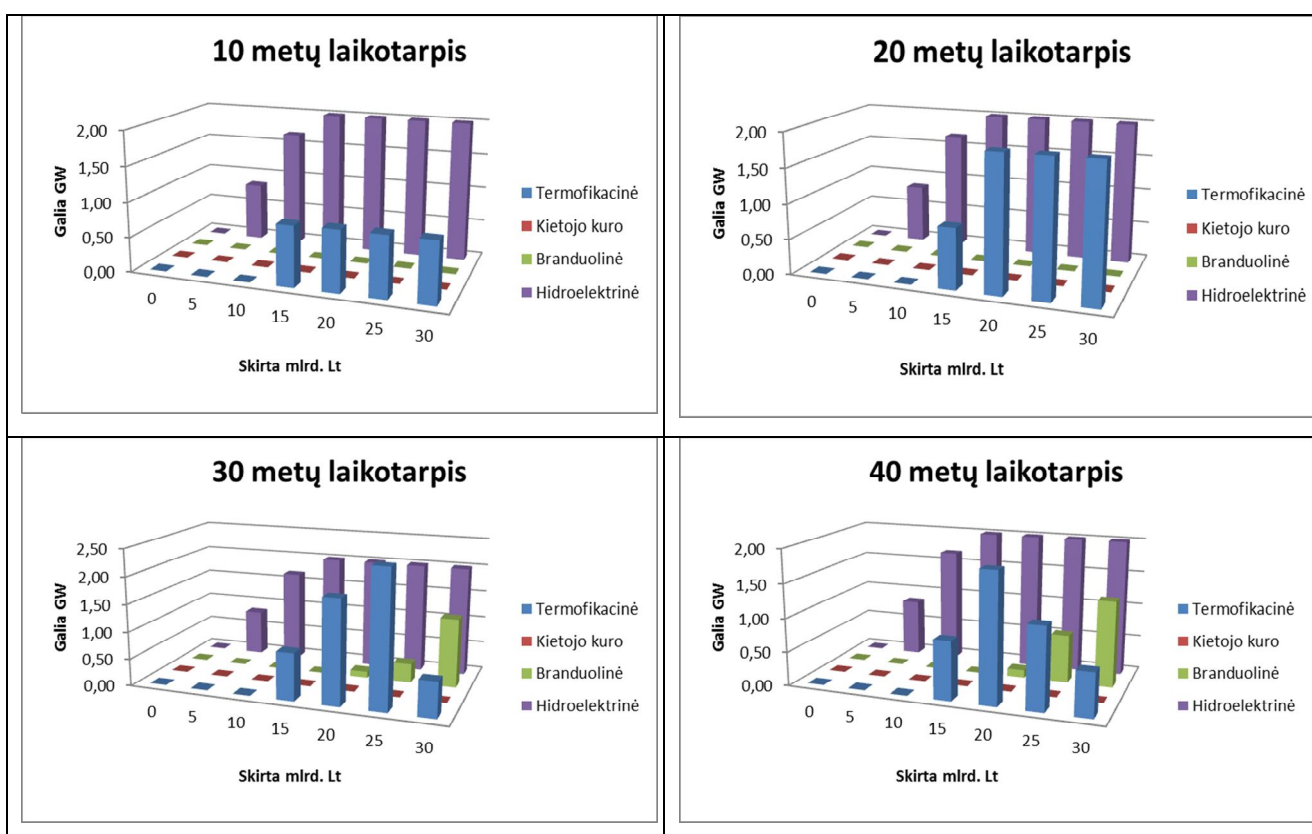 10 metų laikotarpis
2,00
1,50
1,00
0,50
0,00
Galia GW
0
5
10
15
20
25
30
Skirta mlrd. Lt
Termofikacinė
Kietojo kuro
Branduolinė
Hidroelektrinė
20 metų laikotarpis
2,00
1,50
1,00
0,50
0,00
Galia GW
0
5
10
15
20
25
30
Skirta mlrd. Lt
Termofikacinė
Kietojo kuro
Branduolinė
Hidroelektrinė
30 metų laikotarpis
2,50
2,00
1,50
1,00
0,50
0,00
Galia GW
0
5
10
15
20
25
30
Skirta mlrd. Lt
Termofikacinė
Kietojo kuro
Branduolinė
Hidroelektrinė
40 metų laikotarpis
2,00
1,50
1,00
0,50
0,00
Galia GW
0
5
10
15
20
25
30
Skirta mlrd. Lt
Termofikacinė
Kietojo kuro
Branduolinė
Hidroelektrinė